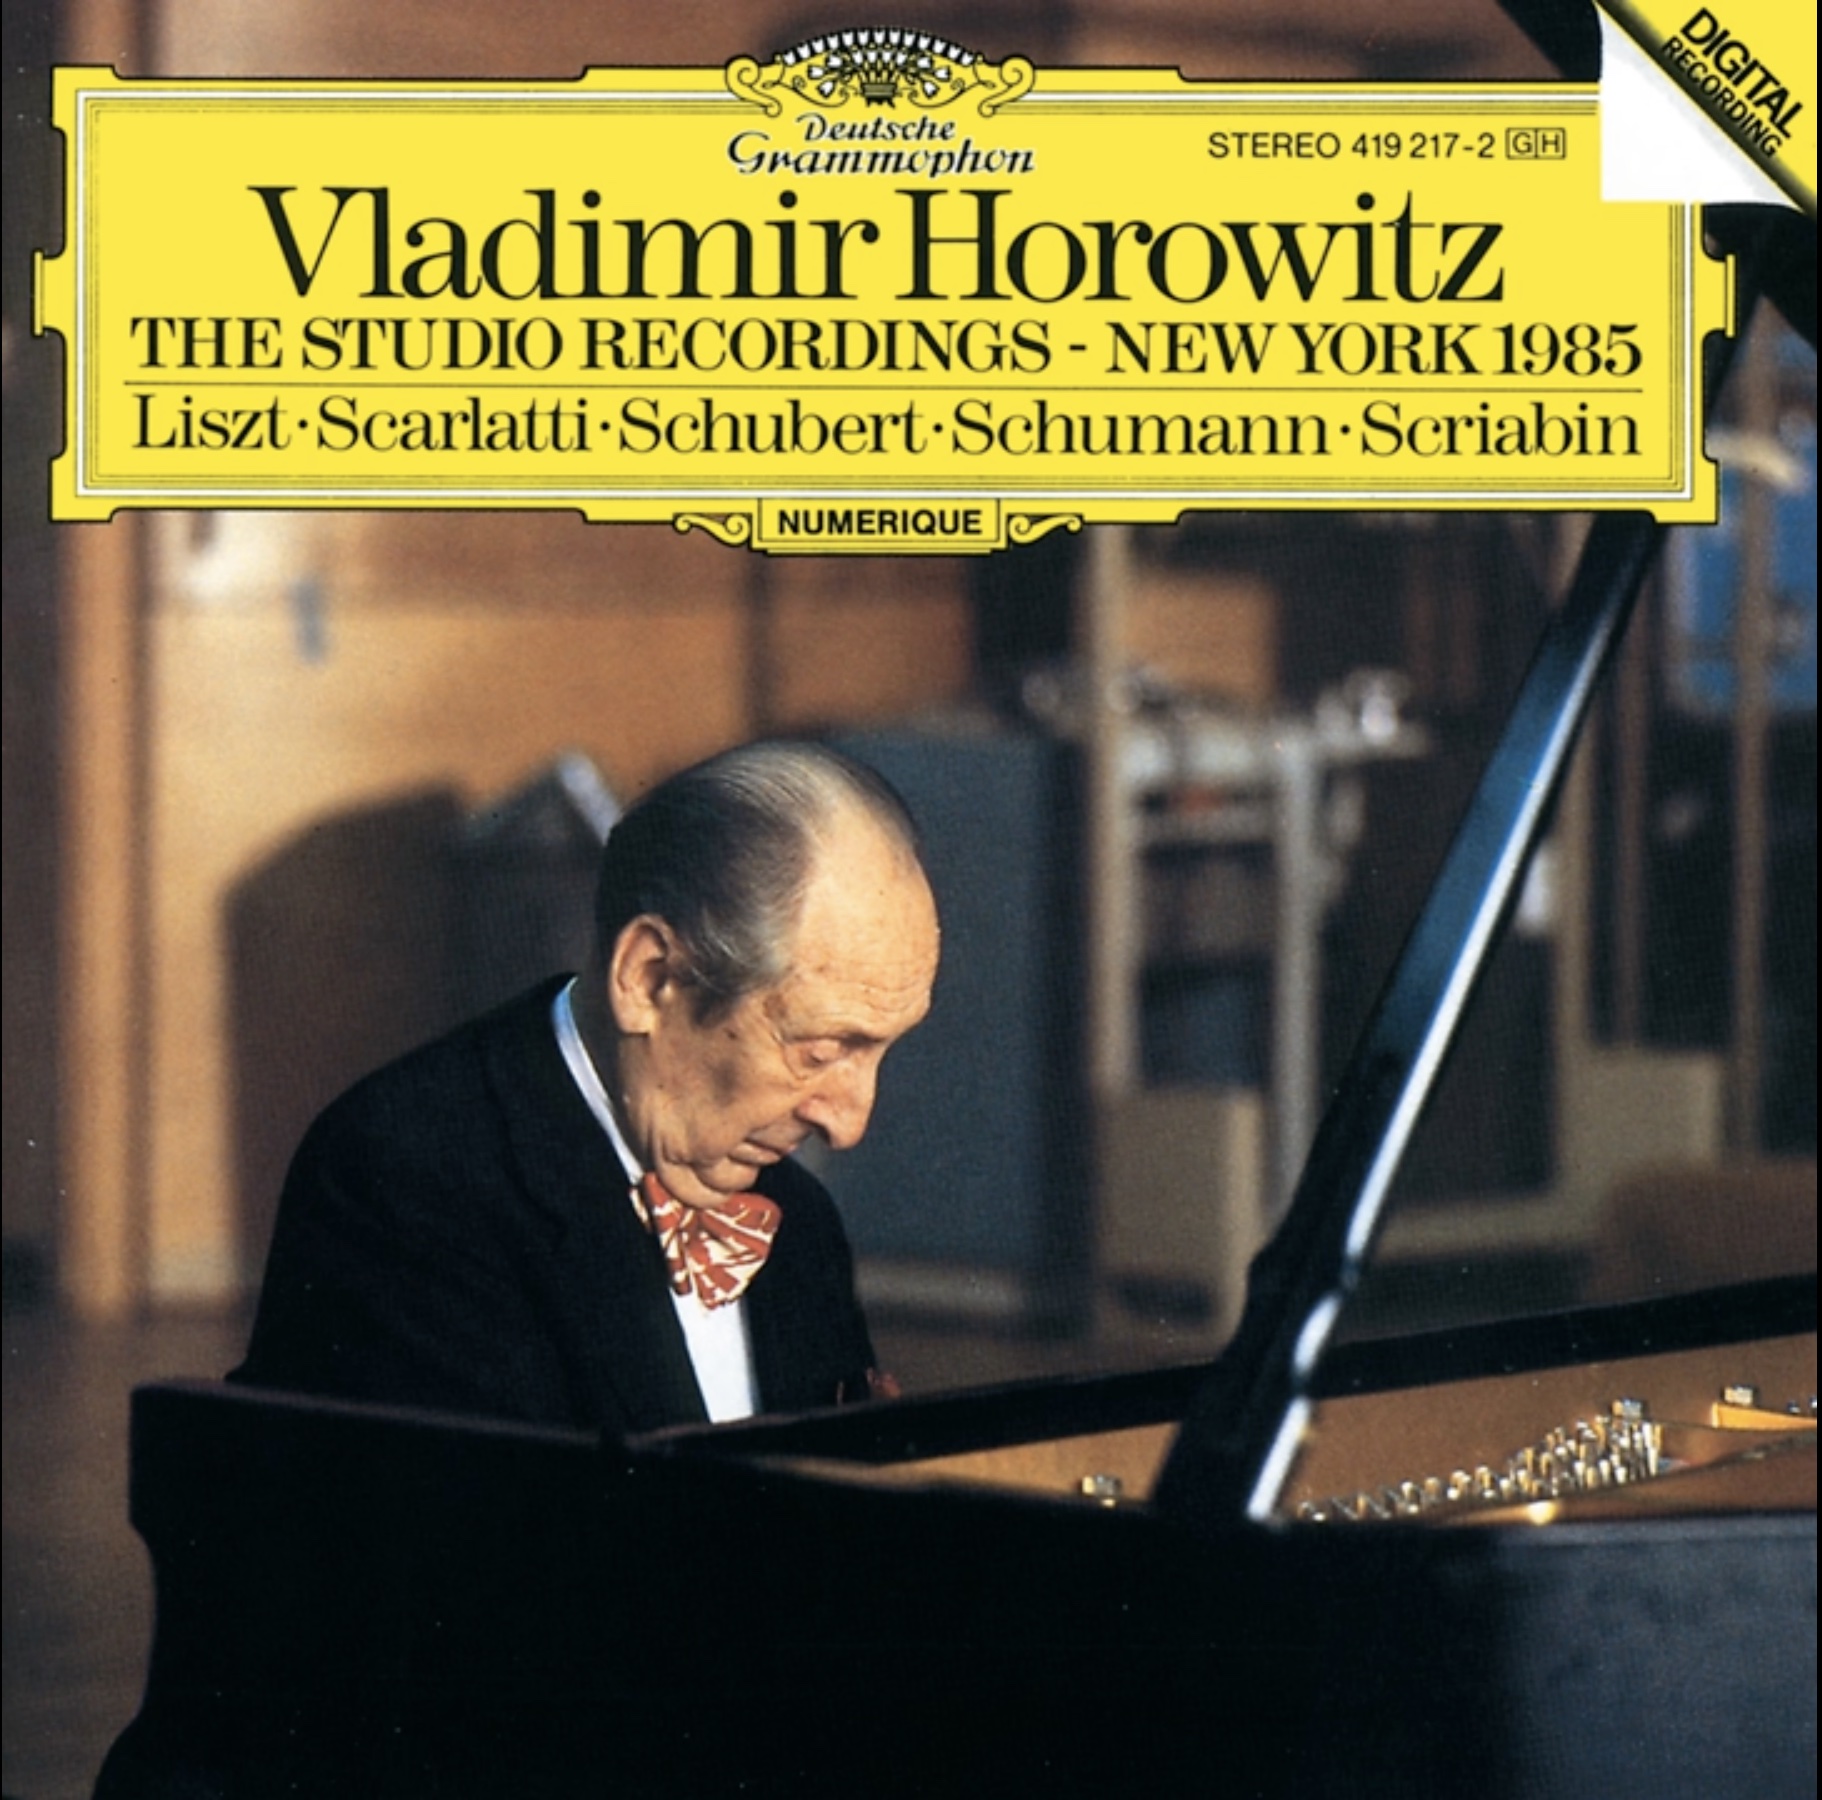 DIGITAL
RECORDING
Deutsche
Grammophon
STEREO 419 217-2 GH
Vladimir Horowitz
THE STUDIO RECORDINGS - NEW YORK 1985
Liszt·Scarlatti·Schubert·Schumann·Scriabin
NUMERIQUE